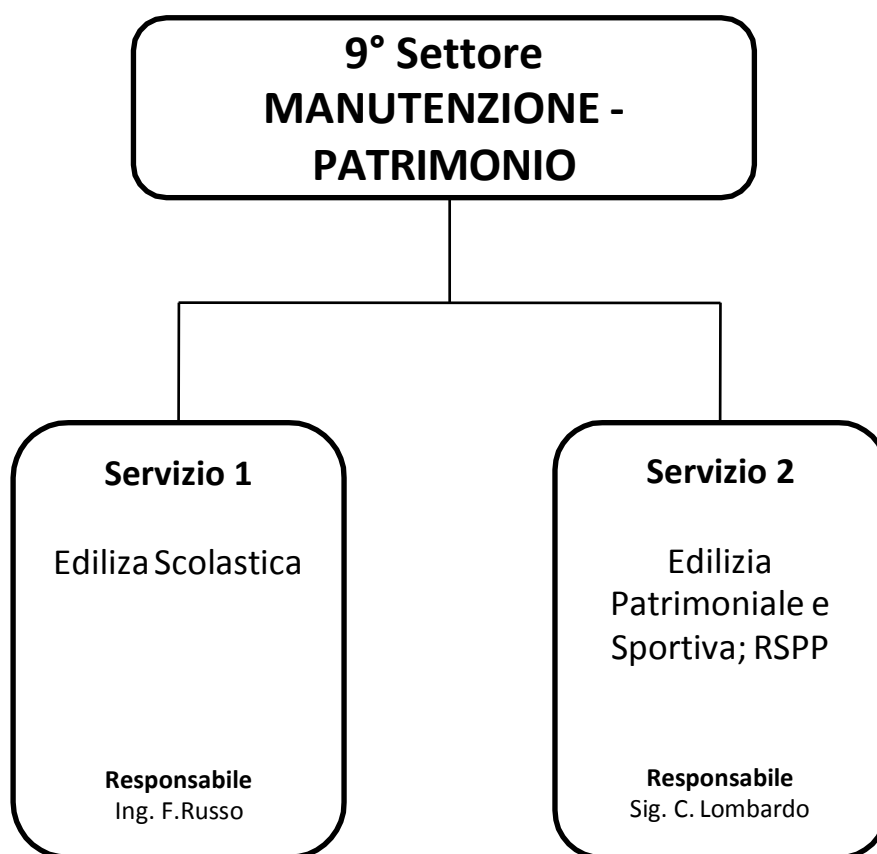 9° Settore
MANUTENZIONE -
PATRIMONIO
Servizio 1
Ediliza Scolastica
Responsabile
Ing. F.Russo
Servizio 2
Edilizia
Patrimoniale e
Sportiva; RSPP
Responsabile
Sig. C. Lombardo